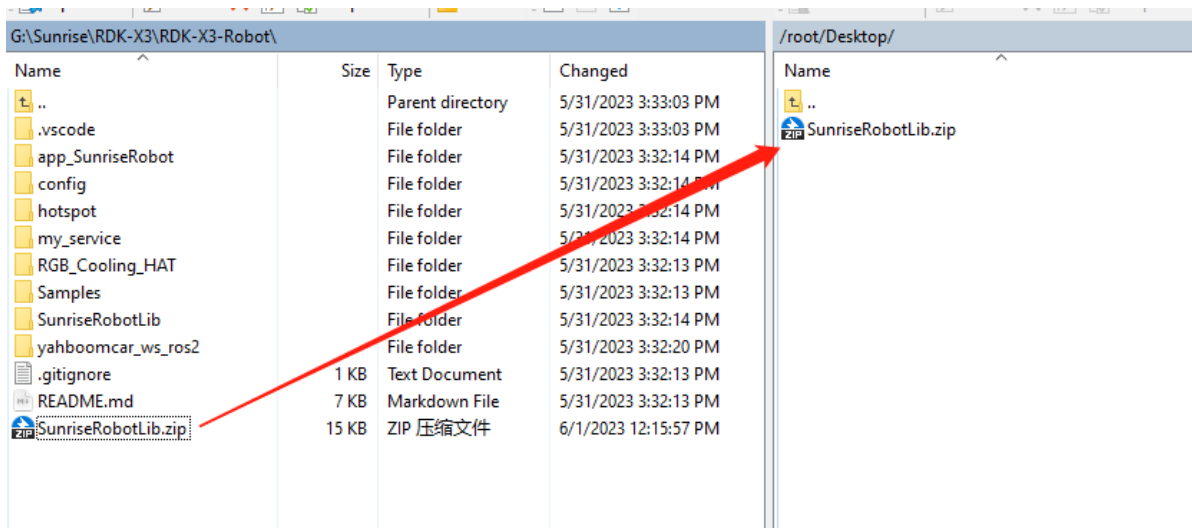 G:\Sunrise\RDK-X3\RDK-X3-Robot\ /root/Desktop/
Name Size Type Changed Name
.. Parent directory 5/31/2023 3:33:03 PM ..
.vscode File folder 5/31/2023 3:33:03 PM SunriseRobotLib.zip
app_SunriseRobot File folder 5/31/2023 3:32:14 PM
config File folder 5/31/2023 3:32:14 PM
hotspot File folder 5/31/2023 3:32:14 PM
my_service File folder 5/31/2023 3:32:14 PM
RGB_Cooling_HAT File folder 5/31/2023 3:32:13 PM
Samples File folder 5/31/2023 3:32:13 PM
SunriseRobotLib File folder 5/31/2023 3:32:14 PM
yahboomcar_ws_ros2 File folder 5/31/2023 3:32:20 PM
.gitignore 1 KB Text Document 5/31/2023 3:32:13 PM
README.md 7 KB Markdown File 5/31/2023 3:32:13 PM
SunriseRobotLib.zip 15 KB ZIP 压缩文件 6/1/2023 12:15:57 PM